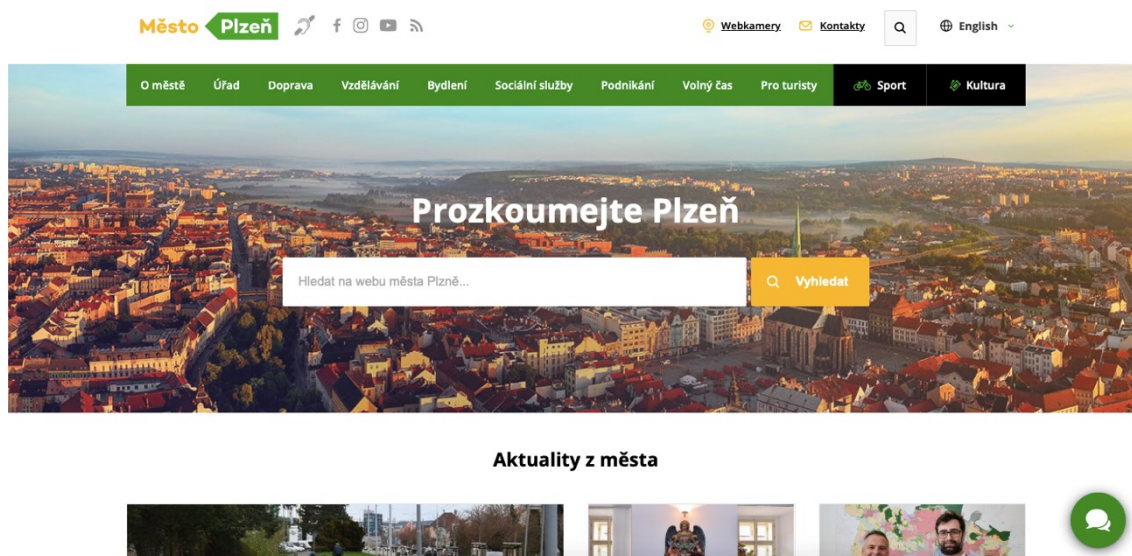 Město Plzeň
Webkamery Kontakty English
O městě Úřad Doprava Vzdělávání Bydlení Sociální služby Podnikání Volný čas Pro turisty Sport Kultura
Prozkoumejte Plzeň
Hledat na webu města Plzně... Vyhledat
Aktuality z města